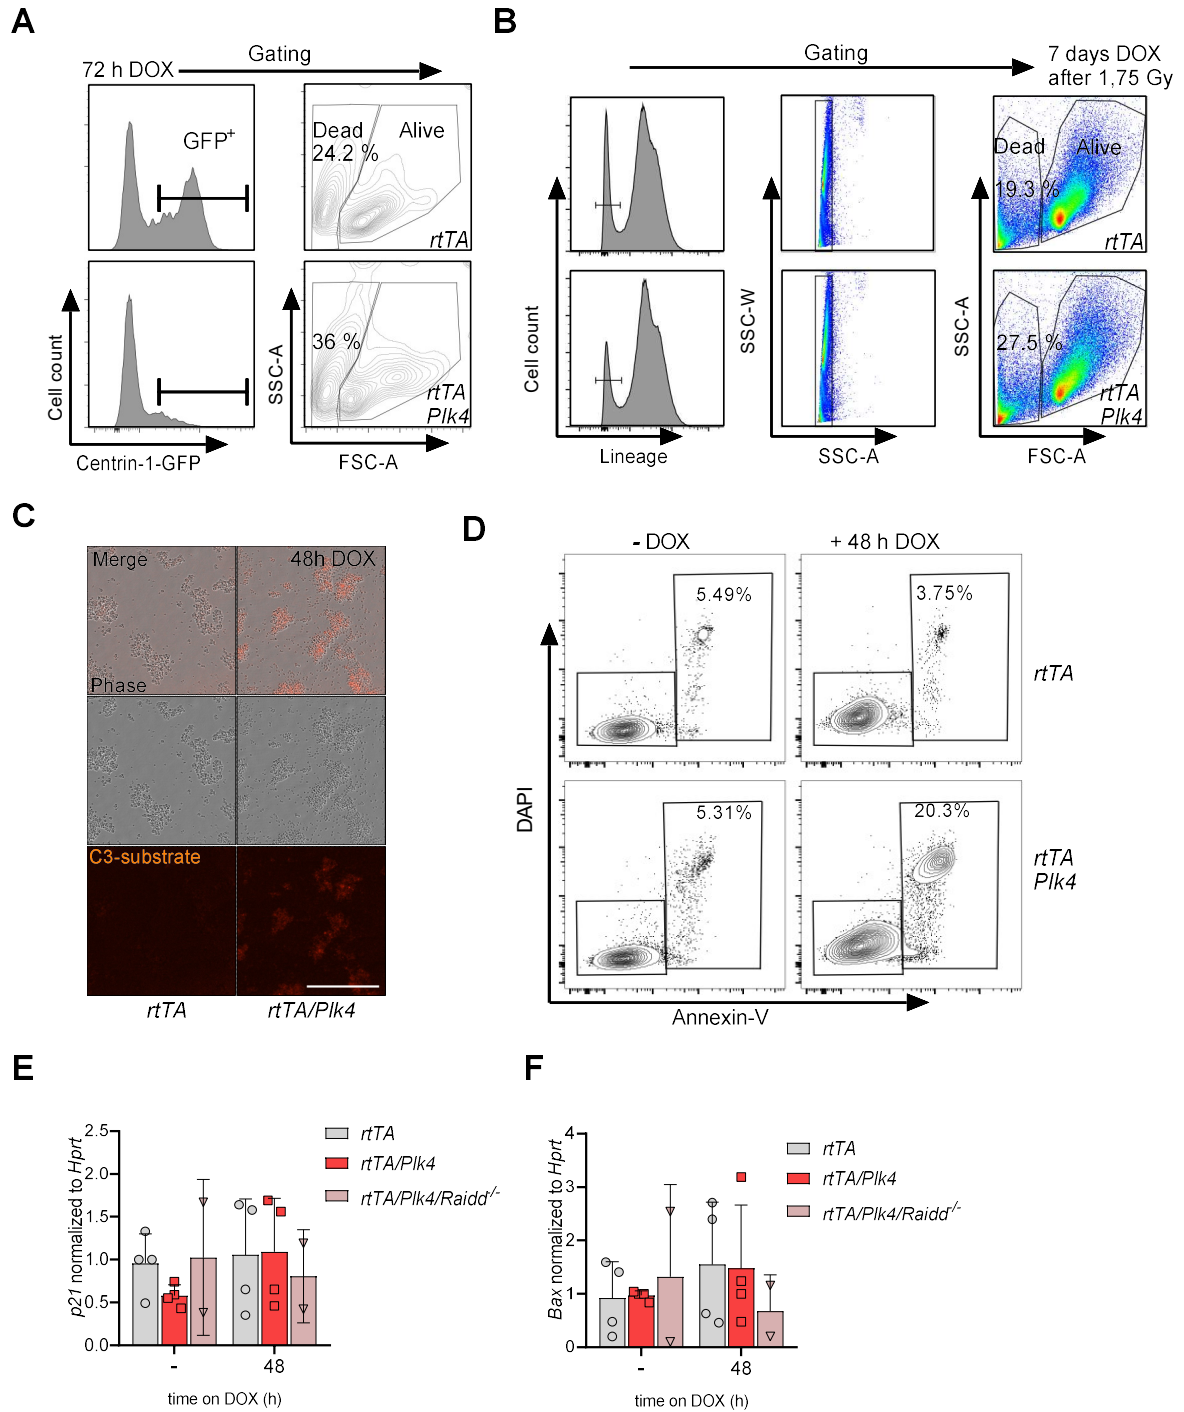 A
Gating
72 h DOX
GFP+
Dead
24.2 %
Alive
rtTA
36 %
rtTA
Plk4
Cell count
SSC-A
Centrin-1-GFP
FSC-A
B
Gating
7 days DOX
after 1,75 Gy
Dead
Alive
19.3 %
rtTA
27.5 %
rtTA
Plk4
Cell count
SSC-W
SSC-A
Lineage
SSC-A
FSC-A
C
Merge
48h DOX
Phase
C3-substrate
rtTA
rtTA/Plk4
D
- DOX
+ 48 h DOX
5.49%
3.75%
rtTA
5.31%
20.3%
rtTA
Plk4
DAPI
Annexin-V
E
p21 normalized to Hprt
2.5
2.0
1.5
1.0
0.5
0.0
-
48
time on DOX (h)
rtTA
rtTA/Plk4
rtTA/Plk4/Raidd-/-
F
Bax normalized to Hprt
4
3
2
1
0
-
48
time on DOX (h)
rtTA
rtTA/Plk4
rtTA/Plk4/Raidd-/-